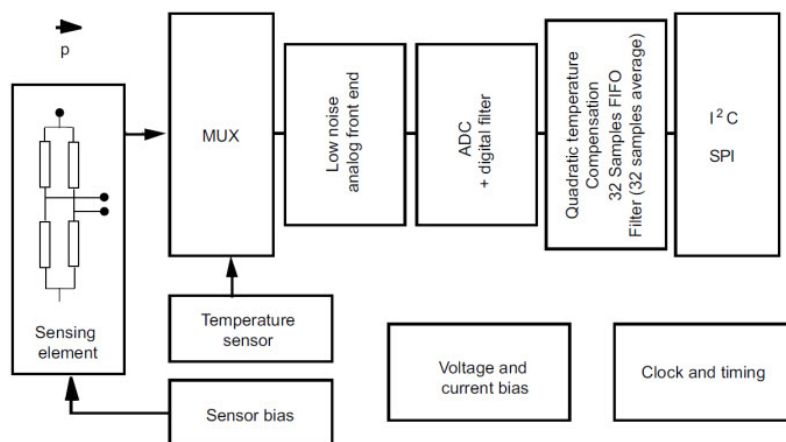 p
Sensing
element
MUX
Temperature
sensor
Sensor bias
Low noise
analog front end
ADC
+ digital filter
Quadratic temperature
Compensation
32 Samples FIFO
Filter (32 samples average)
I²C
SPI
Voltage and
current bias
Clock and timing